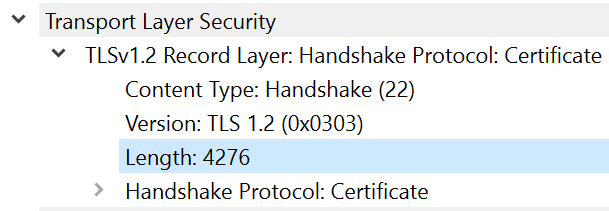 Transport Layer Security
TLSv1.2 Record Layer: Handshake Protocol: Certificate
Content Type: Handshake (22)
Version: TLS 1.2 (0x0303)
Length: 4276
Handshake Protocol: Certificate